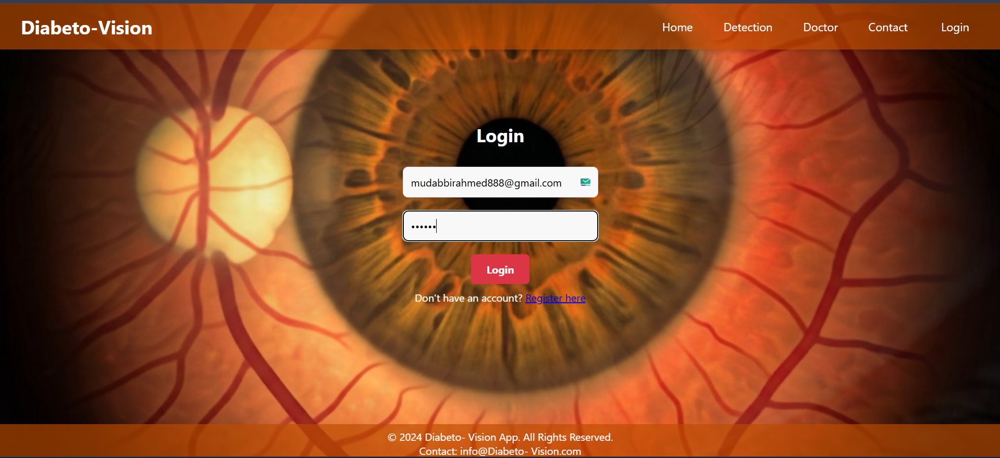 Diabeto-Vision
Home Detection Doctor Contact Login
Login
mudabbirahmed888@gmail.com
••••••
Login
Don't have an account? Register here
© 2024 Diabeto- Vision App. All Rights Reserved.
Contact: info@Diabeto- Vision.com